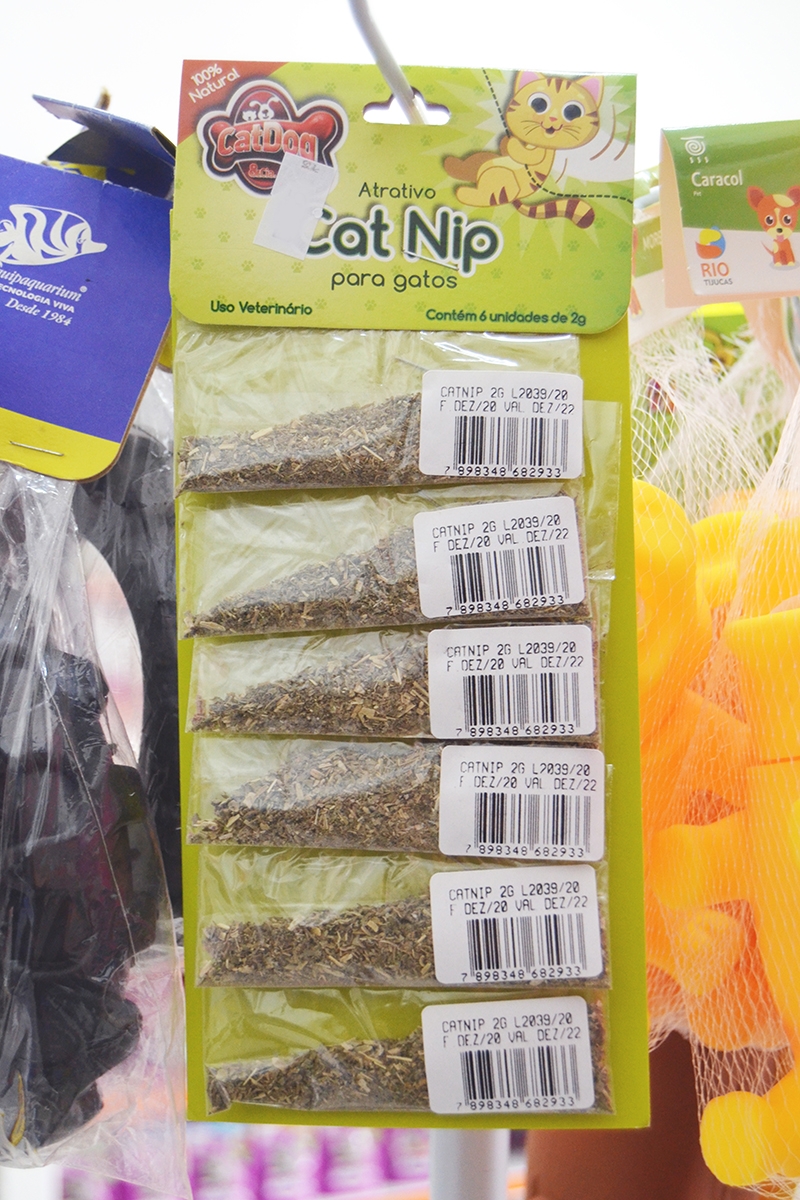 100%
Natural
CatDog
Atrativo
Cat Nip
para gatos
Uso Veterinário
Contém 6 unidades de 2g
CATNIP 2G L2039/20
F DEZ/20 VAL DEZ/22
7 898348 682933
CATNIP 2G L2039/20
F DEZ/20 VAL DEZ/22
7 898348 682933
CATNIP 2G L2039/20
F DEZ/20 VAL DEZ/22
7 898348 682933
CATNIP 2G L2039/20
F DEZ/20 VAL DEZ/22
7 898348 682933
CATNIP 2G L2039/20
F DEZ/20 VAL DEZ/22
7 898348 682933
CATNIP 2G L2039/20
F DEZ/20 VAL DEZ/22
7 898348 682933
TECNOLOGIA VIVA
Desde 1984
Caracol
Pet
RIO
TIJUCAS